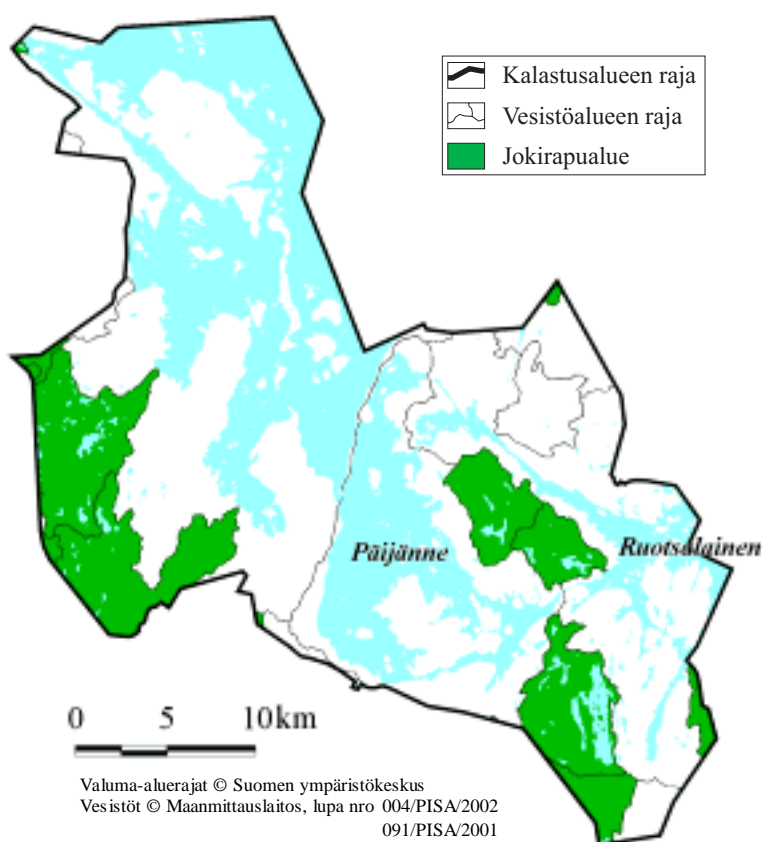 Kalastusalueen raja
Vesistöalueen raja
Jokirapualue
Päijänne
Ruotsalainen
0 5 10km
Valuma-aluerajat © Suomen ympäristökeskus
Vesistöt © Maanmittauslaitos, lupa nro 004/PISA/2002
091/PISA/2001